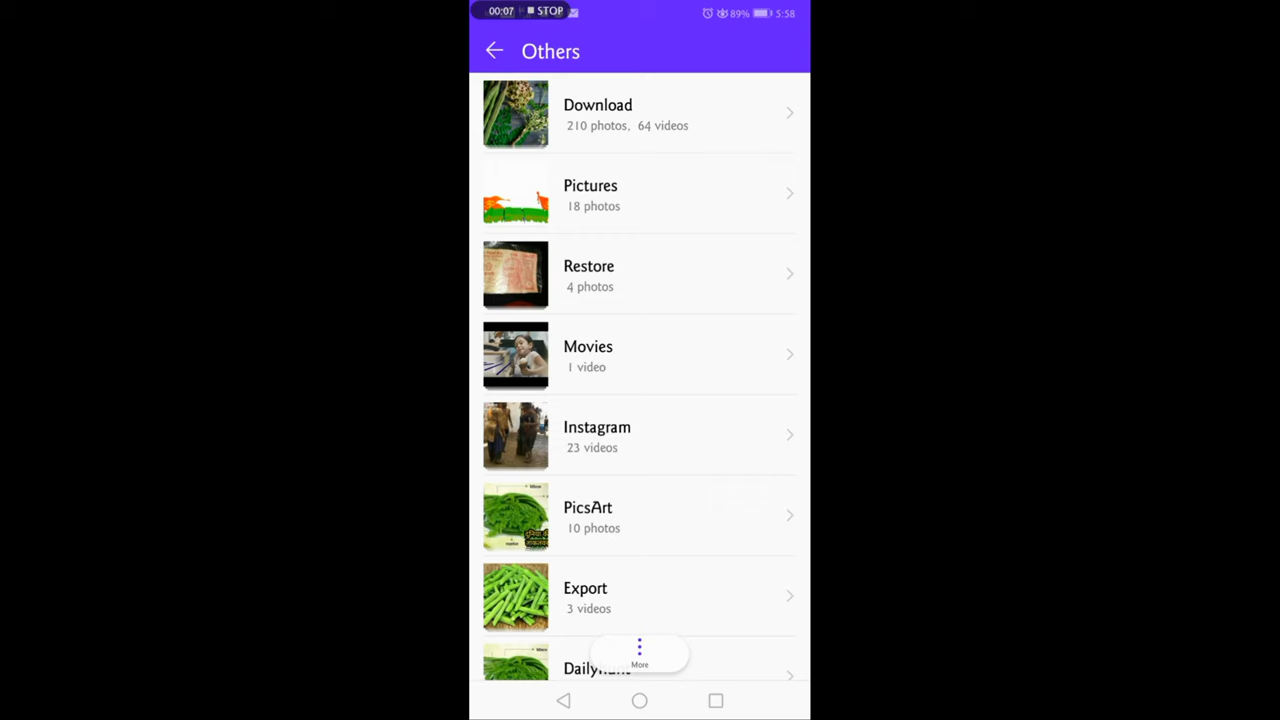 00:07 STOP
89% 5:58
Others
Download
210 photos, 64 videos
Pictures
18 photos
Restore
4 photos
Movies
1 video
Instagram
23 videos
PicsArt
10 photos
Export
3 videos
More